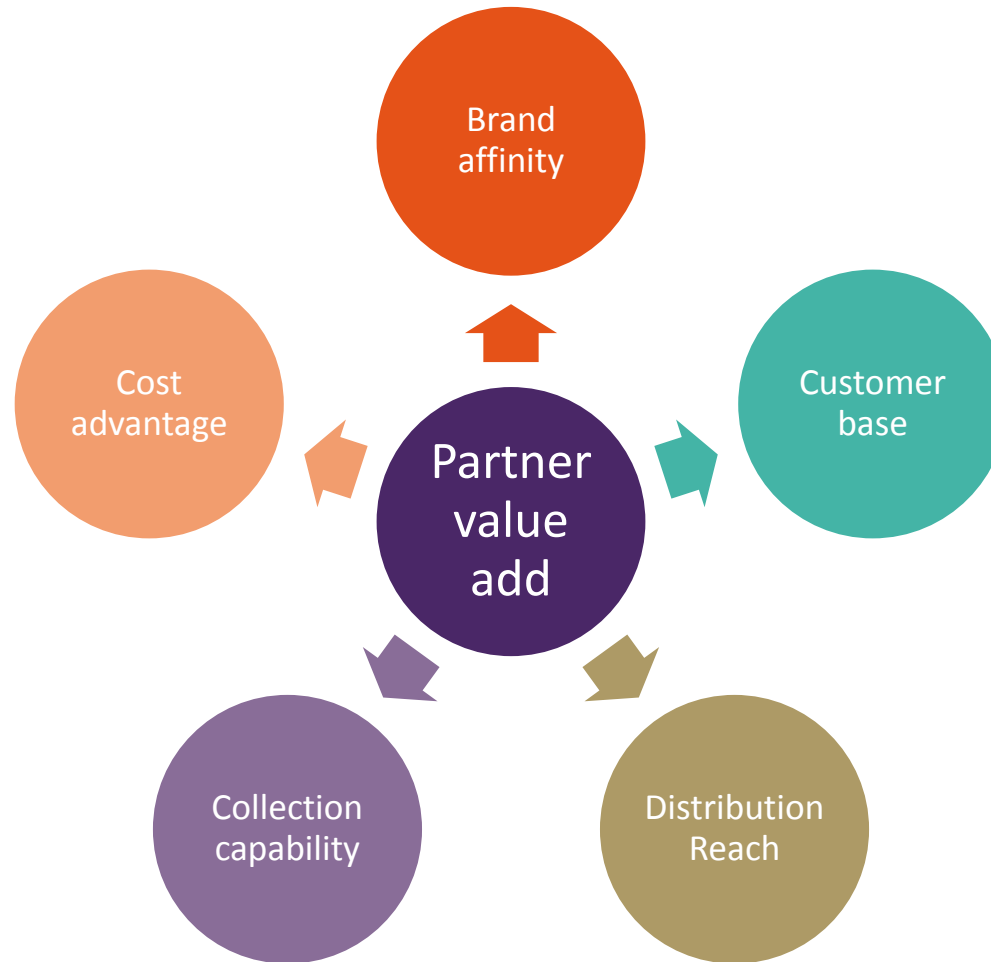 Brand
affinity
Customer
base
Distribution
Reach
Collection
capability
Cost
advantage
Partner
value
add